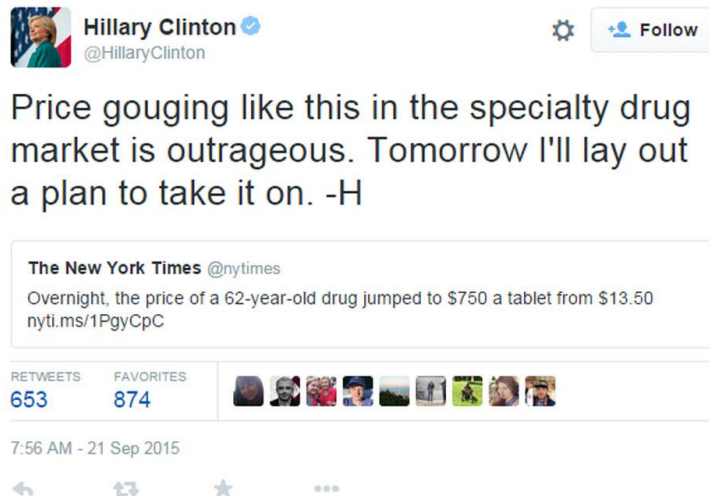 Hillary Clinton
@HillaryClinton
Follow
Price gouging like this in the specialty drug
market is outrageous. Tomorrow I'll lay out
a plan to take it on. -H
The New York Times @nytimes
Overnight, the price of a 62-year-old drug jumped to $750 a tablet from $13.50
nyti.ms/1PgyCpC
RETWEETS FAVORITES
653 874
7:56 AM - 21 Sep 2015